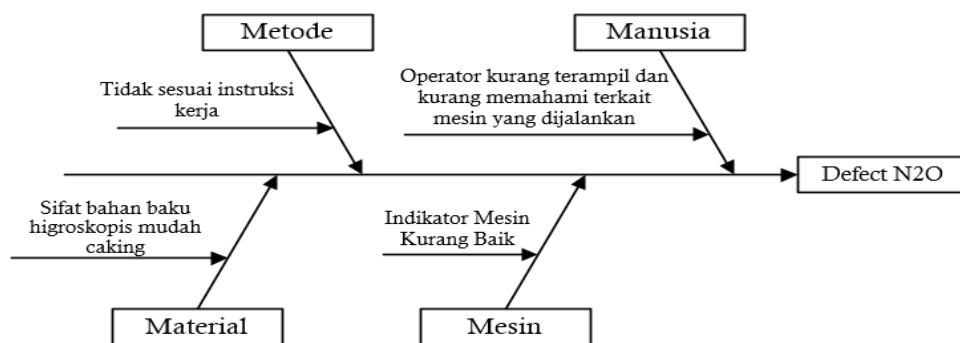 Metode
Manusia
Tidak sesuai instruksi
kerja
Operator kurang terampil dan
kurang memahami terkait
mesin yang dijalankan
Defect N2O
Sifat bahan baku
higroskopis mudah
caking
Indikator Mesin
Kurang Baik
Material
Mesin